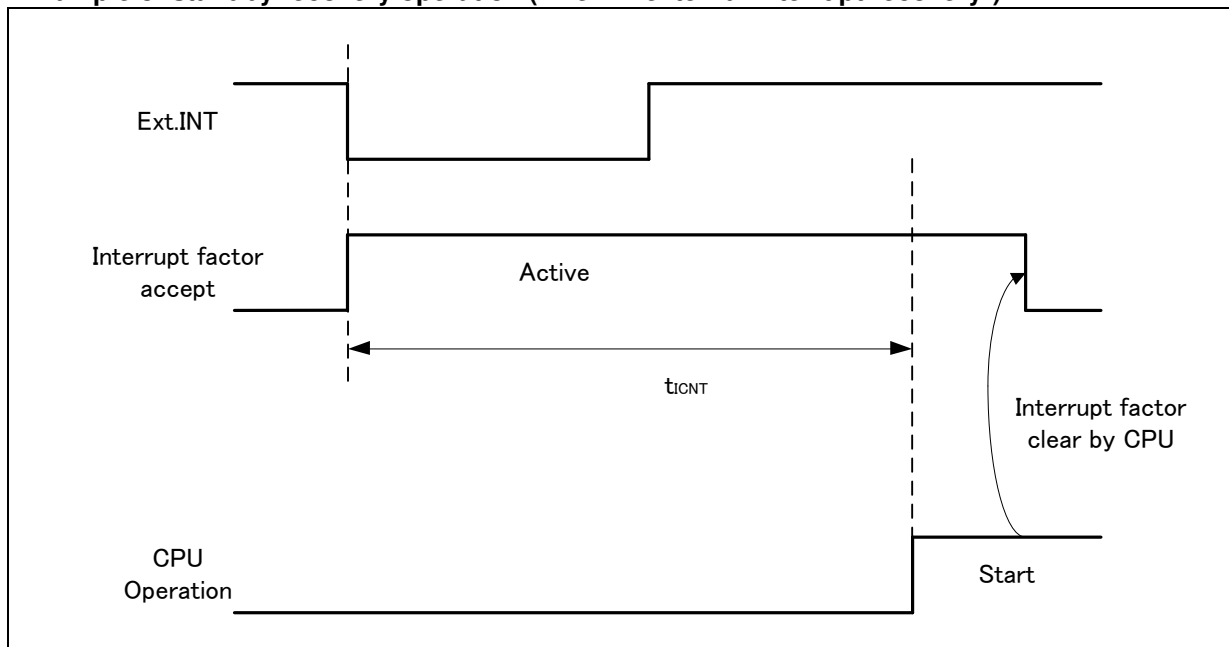 Ext.INT
Interrupt factor
accept
Active
tICNT
Interrupt factor
clear by CPU
CPU
Operation
Start